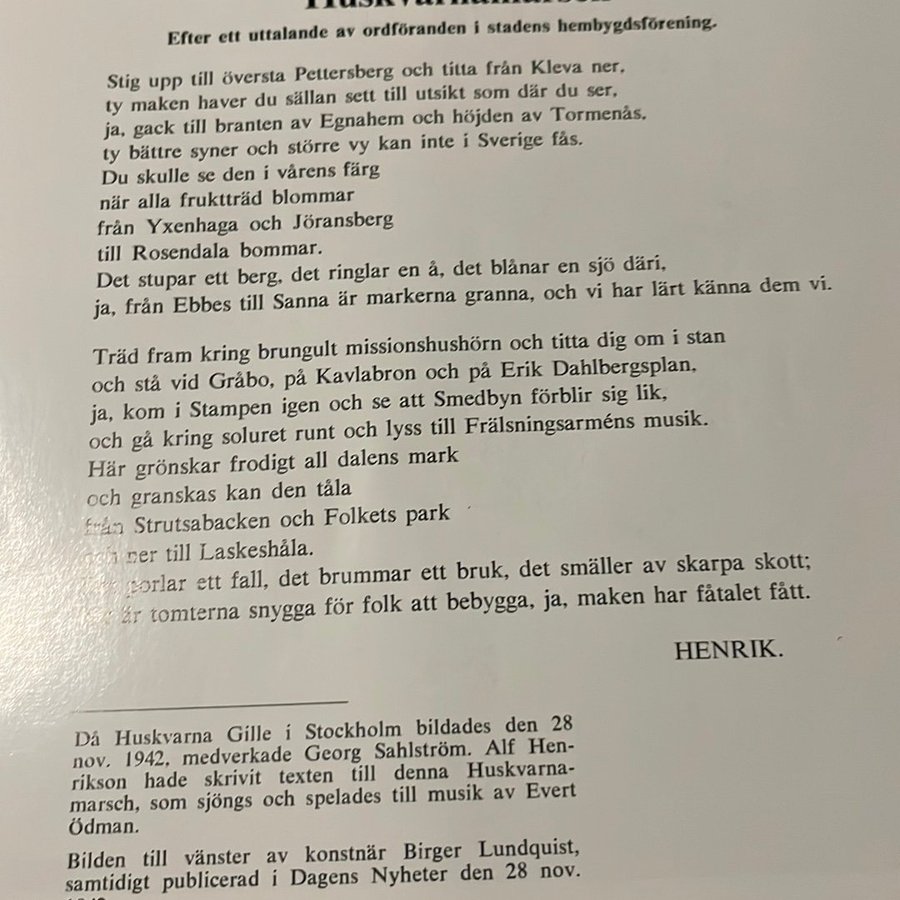 Huskvarnamarsch
Efter ett uttalande av ordföranden i stadens hembygdsförening.
Stig upp till översta Pettersberg och titta från Kleva ner,
ty maken haver du sällan sett till utsikt som där du ser,
ja, gack till branten av Egnahem och höjden av Tormenås,
ty bättre syner och större vy kan inte i Sverige fås.
Du skulle se den i vårens färg
när alla fruktträd blommar
från Yxenhaga och Jöransberg
till Rosendala bommar.
Det stupar ett berg, det ringlar en å, det blånar en sjö däri,
ja, från Ebbes till Sanna är markerna granna, och vi har lärt känna dem vi.
Träd fram kring brungult missionshushörn och titta dig om i stan
och stå vid Gråbo, på Kavlabron och på Erik Dahlbergsplan,
ja, kom i Stampen igen och se att Smedbyn förblir sig lik,
och gå kring soluret runt och lyss till Frälsningsarméns musik.
Här grönskar frodigt all dalens mark
och granskas kan den tåla
från Strutsabacken och Folkets park
och ner till Laskeshåla.
porlar ett fall, det brummar ett bruk, det smäller av skarpa skott;
är tomterna snygga för folk att bebygga, ja, maken har fåtalet fått.
HENRIK.
Då Huskvarna Gille i Stockholm bildades den 28
nov. 1942, medverkade Georg Sahlström. Alf Hen-
rikson hade skrivit texten till denna Huskvarna-
marsch, som sjöngs och spelades till musik av Evert
Ödman.
Bilden till vänster av konstnär Birger Lundquist,
samtidigt publicerad i Dagens Nyheter den 28 nov.